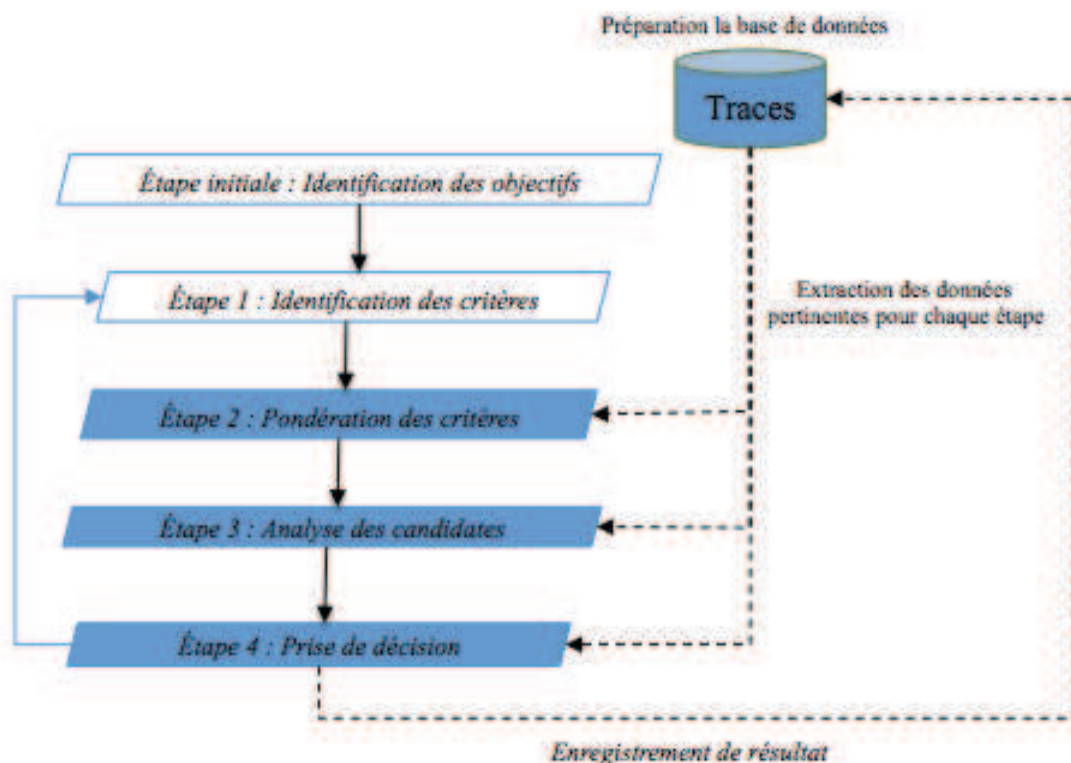 Préparation la base de données
Traces
Étape initiale : Identification des objectifs
Étape 1 : Identification des critères
Extraction des données
pertinentes pour chaque étape
Étape 2 : Pondération des critères
Étape 3 : Analyse des candidates
Étape 4 : Prise de décision
Enregistrement de résultat